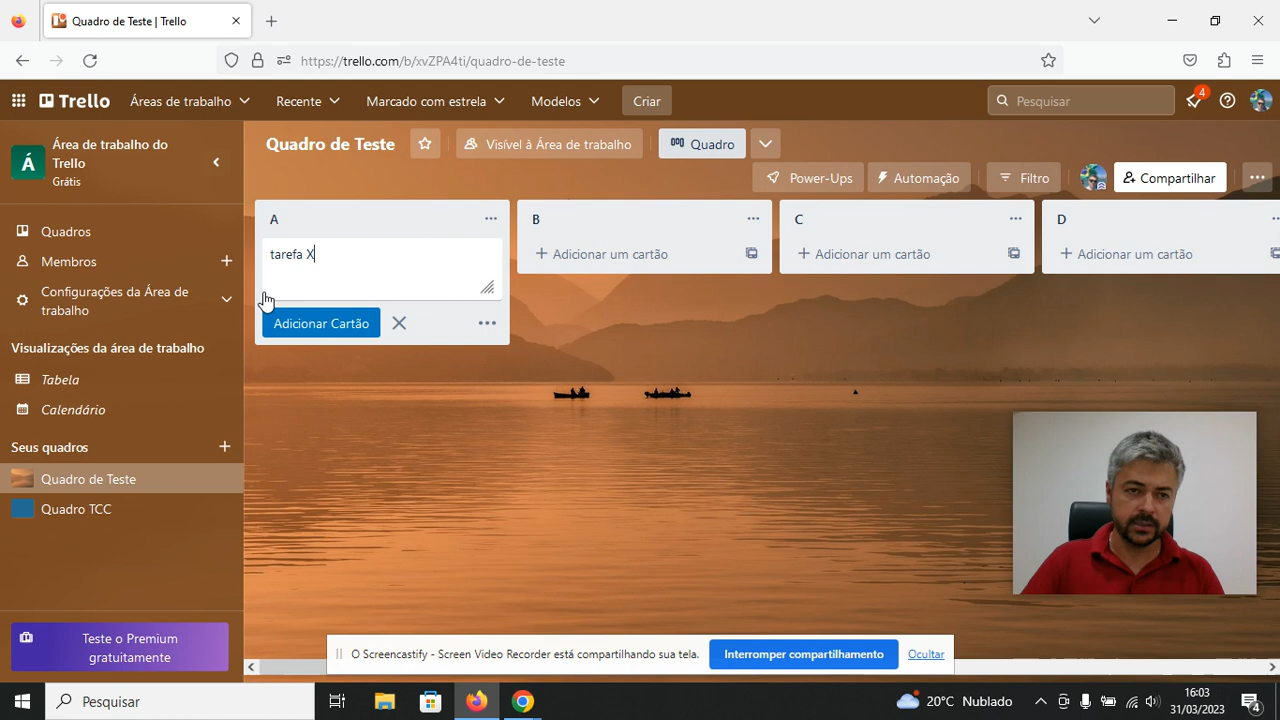 Quadro de Teste | Trello
https://trello.com/b/xvZPA4ti/quadro-de-teste
Trello
Áreas de trabalho
Recente
Marcado com estrela
Modelos
Criar
Pesquisar
4
Á
Área de trabalho do
Trello
Grátis
Quadro de Teste
Visível à Área de trabalho
Quadro
Power-Ups
Automação
Filtro
Compartilhar
Quadros
Membros
Configurações da Área de
trabalho
Visualizações da área de trabalho
Tabela
Calendário
Seus quadros
Quadro de Teste
Quadro TCC
Teste o Premium
gratuitamente
A
tarefa X
Adicionar Cartão
B
Adicionar um cartão
C
Adicionar um cartão
D
Adicionar um cartão
O Screencastify - Screen Video Recorder está compartilhando sua tela.
Interromper compartilhamento
Ocultar
Pesquisar
20°C Nublado
16:03
31/03/2023
4